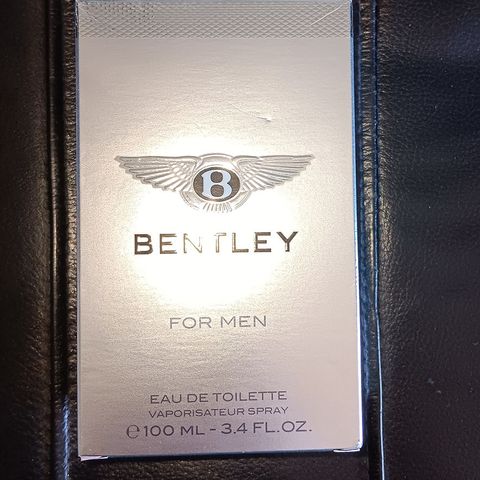 B
BENTLEY
FOR MEN
EAU DE TOILETTE
VAPORISATEUR SPRAY
℮100 ML - 3.4 FL.OZ.